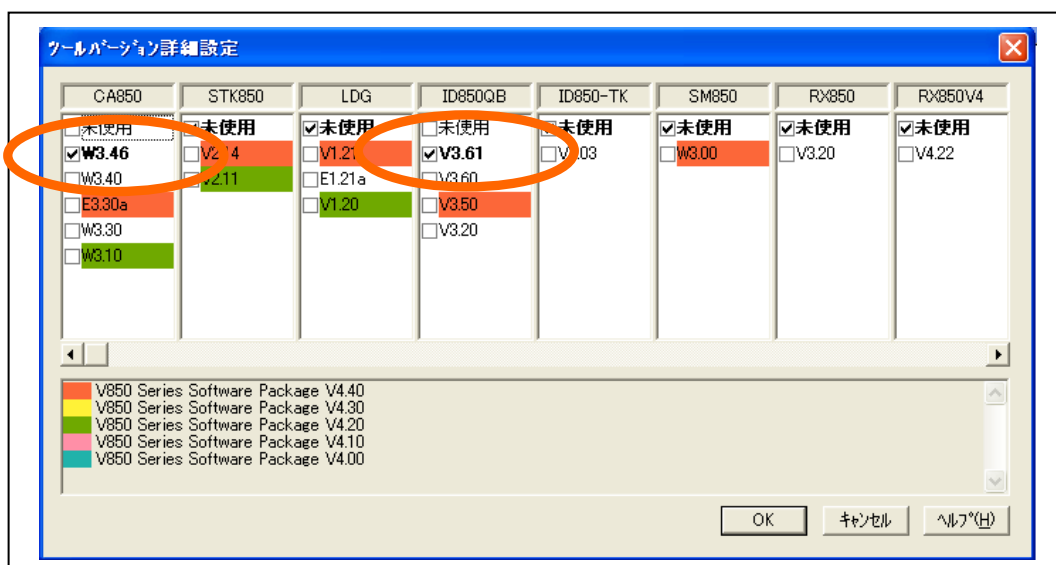 ツールバージョン詳細設定
CA850 STK850 LDG ID850QB ID850-TK SM850 RX850 RX850V4
未使用 未使用 未使用 未使用 未使用 未使用 未使用 未使用
W3.46 V2.14 V1.21 V3.61 V3.03 W3.00 V3.20 V4.22
W3.40 V2.11 E1.21a V3.60
E3.30a V1.20 V3.50
W3.30 V3.20
W3.10
V850 Series Software Package V4.40
V850 Series Software Package V4.30
V850 Series Software Package V4.20
V850 Series Software Package V4.10
V850 Series Software Package V4.00
OK キャンセル ヘルプ(H)